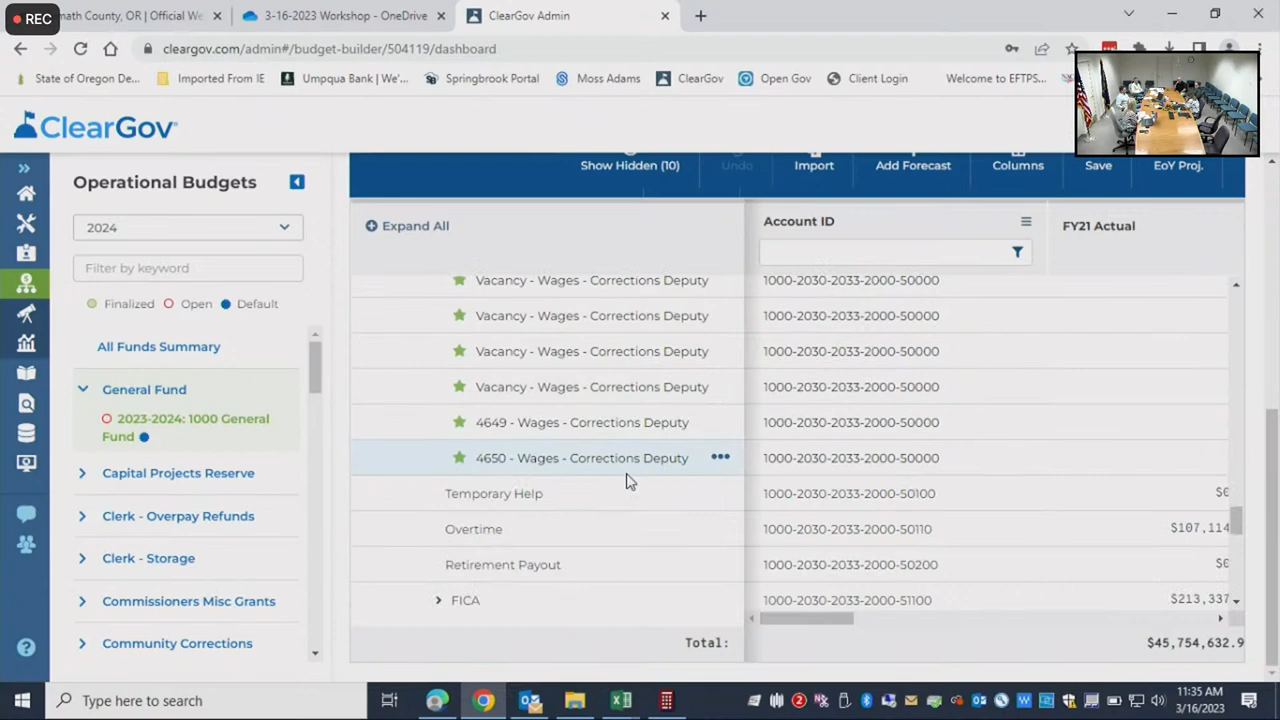 REC
math County, OR | Official We
3-16-2023 Workshop - OneDrive
ClearGov Admin
cleargov.com/admin#/budget-builder/504119/dashboard
State of Oregon De...
Imported From IE
Umpqua Bank | We'...
Springbrook Portal
Moss Adams
ClearGov
Open Gov
Client Login
Welcome to EFTPS...
ClearGov
Operational Budgets
Show Hidden (10)
Undo
Import
Add Forecast
Columns
Save
EoY Proj.
2024
Filter by keyword
Finalized Open Default
All Funds Summary
General Fund
2023-2024: 1000 General
Fund
Capital Projects Reserve
Clerk - Overpay Refunds
Clerk - Storage
Commissioners Misc Grants
Community Corrections
Expand All
Account ID
FY21 Actual
Vacancy - Wages - Corrections Deputy 1000-2030-2033-2000-50000
Vacancy - Wages - Corrections Deputy 1000-2030-2033-2000-50000
Vacancy - Wages - Corrections Deputy 1000-2030-2033-2000-50000
Vacancy - Wages - Corrections Deputy 1000-2030-2033-2000-50000
4649 - Wages - Corrections Deputy 1000-2030-2033-2000-50000
4650 - Wages - Corrections Deputy 1000-2030-2033-2000-50000
Temporary Help 1000-2030-2033-2000-50100 $0
Overtime 1000-2030-2033-2000-50110 $107,114
Retirement Payout 1000-2030-2033-2000-50200 $0
FICA 1000-2030-2033-2000-51100 $213,337
Total: $45,754,632.9
Type here to search
11:35 AM
3/16/2023